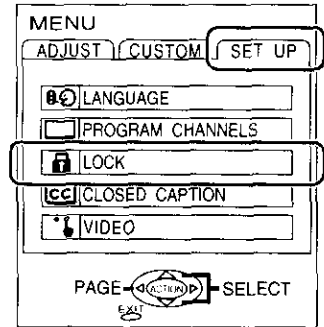 MENU
ADJUST CUSTOM SET UP
LANGUAGE
PROGRAM CHANNELS
LOCK
CC CLOSED CAPTION
VIDEO
PAGE ACTION SELECT
EXIT